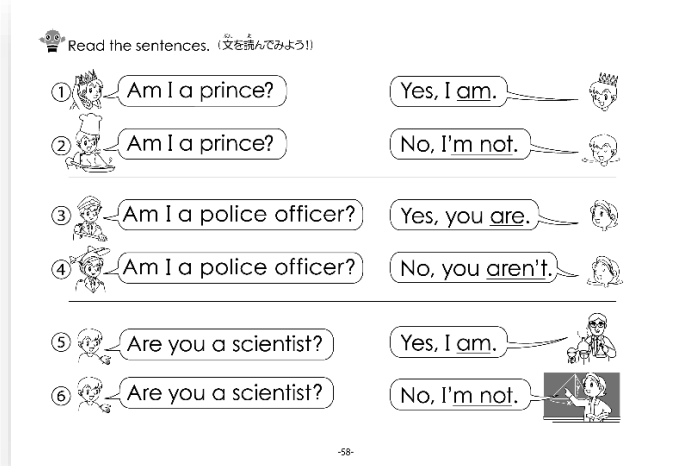 Read the sentences. (文を読んでみよう!)
① Am I a prince? Yes, I am.
② Am I a prince? No, I'm not.
③ Am I a police officer? Yes, you are.
④ Am I a police officer? No, you aren't.
⑤ Are you a scientist? Yes, I am.
⑥ Are you a scientist? No, I'm not.
-58-